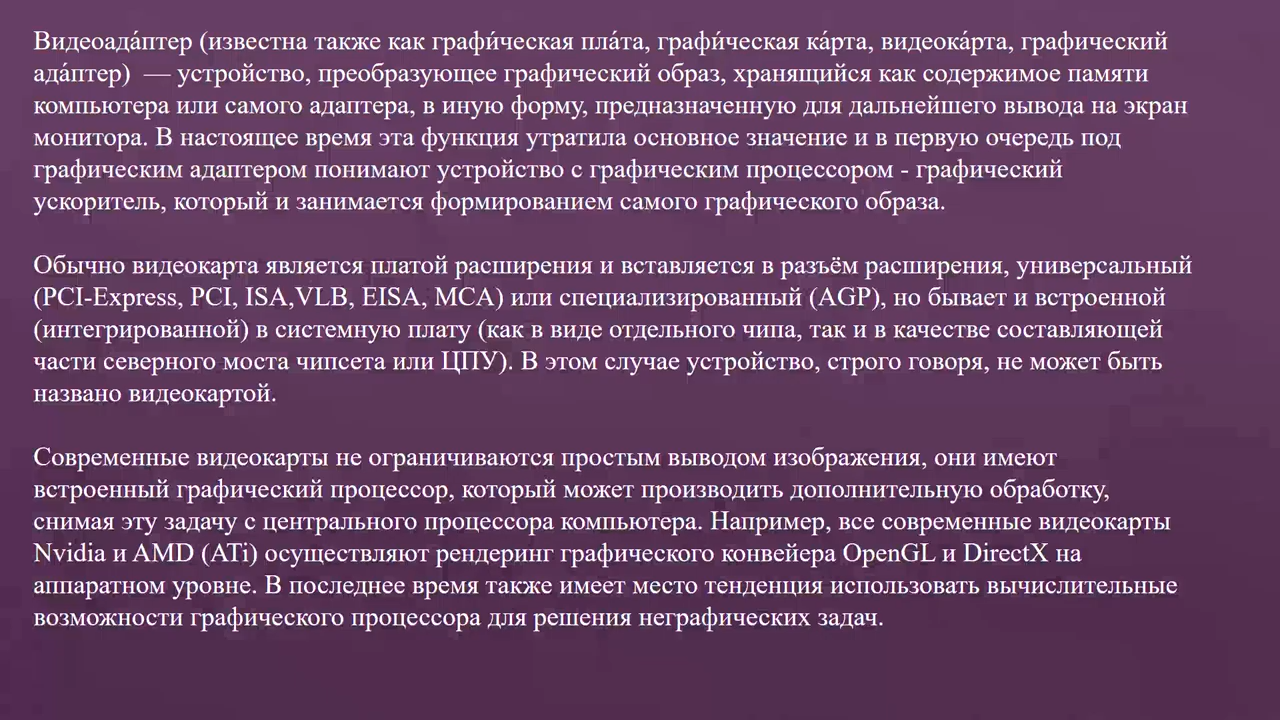 Видеоада́птер (известна также как графи́ческая пла́та, графи́ческая ка́рта, видеока́рта, графический
ада́птер)  — устройство, преобразующее графический образ, хранящийся как содержимое памяти
компьютера или самого адаптера, в иную форму, предназначенную для дальнейшего вывода на экран
монитора. В настоящее время эта функция утратила основное значение и в первую очередь под
графическим адаптером понимают устройство с графическим процессором - графический
ускоритель, который и занимается формированием самого графического образа.
Обычно видеокарта является платой расширения и вставляется в разъём расширения, универсальный
(PCI-Express, PCI, ISA,VLB, EISA, MCA) или специализированный (AGP), но бывает и встроенной
(интегрированной) в системную плату (как в виде отдельного чипа, так и в качестве составляющей
части северного моста чипсета или ЦПУ). В этом случае устройство, строго говоря, не может быть
названо видеокартой.
Современные видеокарты не ограничиваются простым выводом изображения, они имеют
встроенный графический процессор, который может производить дополнительную обработку,
снимая эту задачу с центрального процессора компьютера. Например, все современные видеокарты
Nvidia и AMD (ATi) осуществляют рендеринг графического конвейера OpenGL и DirectX на
аппаратном уровне. В последнее время также имеет место тенденция использовать вычислительные
возможности графического процессора для решения неграфических задач.